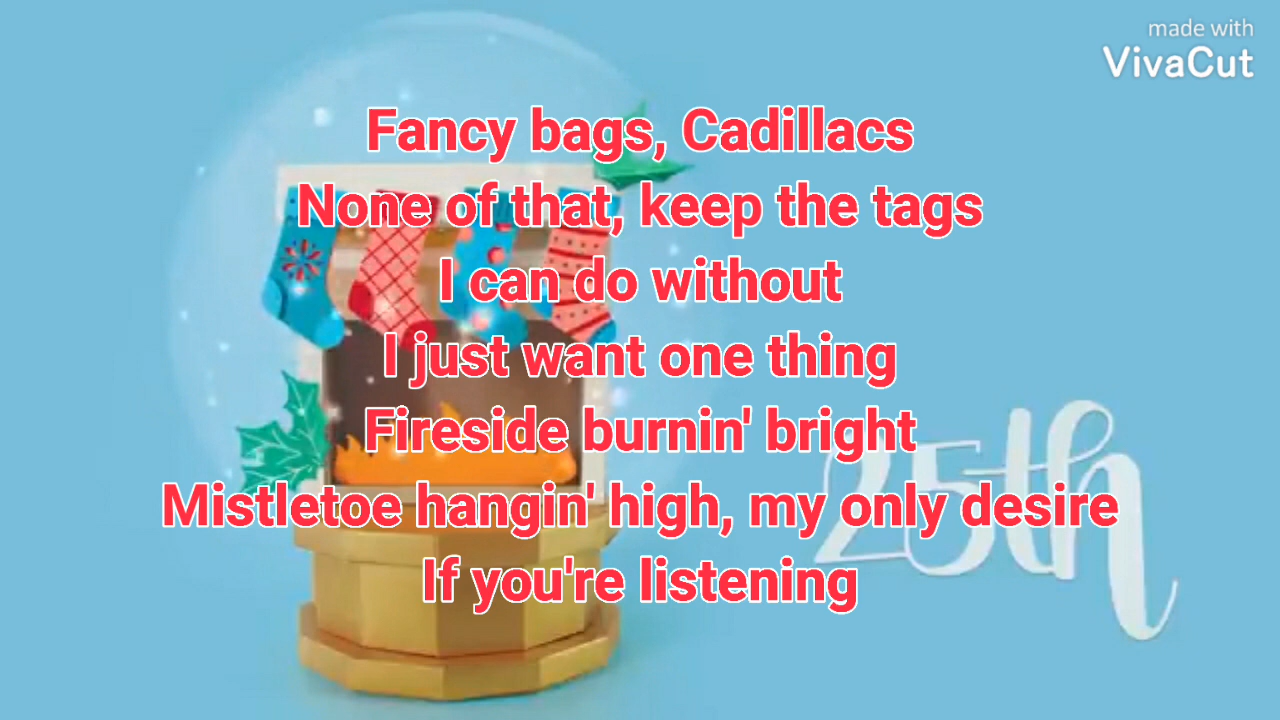 made with
VivaCut
Fancy bags, Cadillacs
None of that, keep the tags
I can do without
I just want one thing
Fireside burnin' bright
Mistletoe hangin' high, my only desire
If you're listening
25th